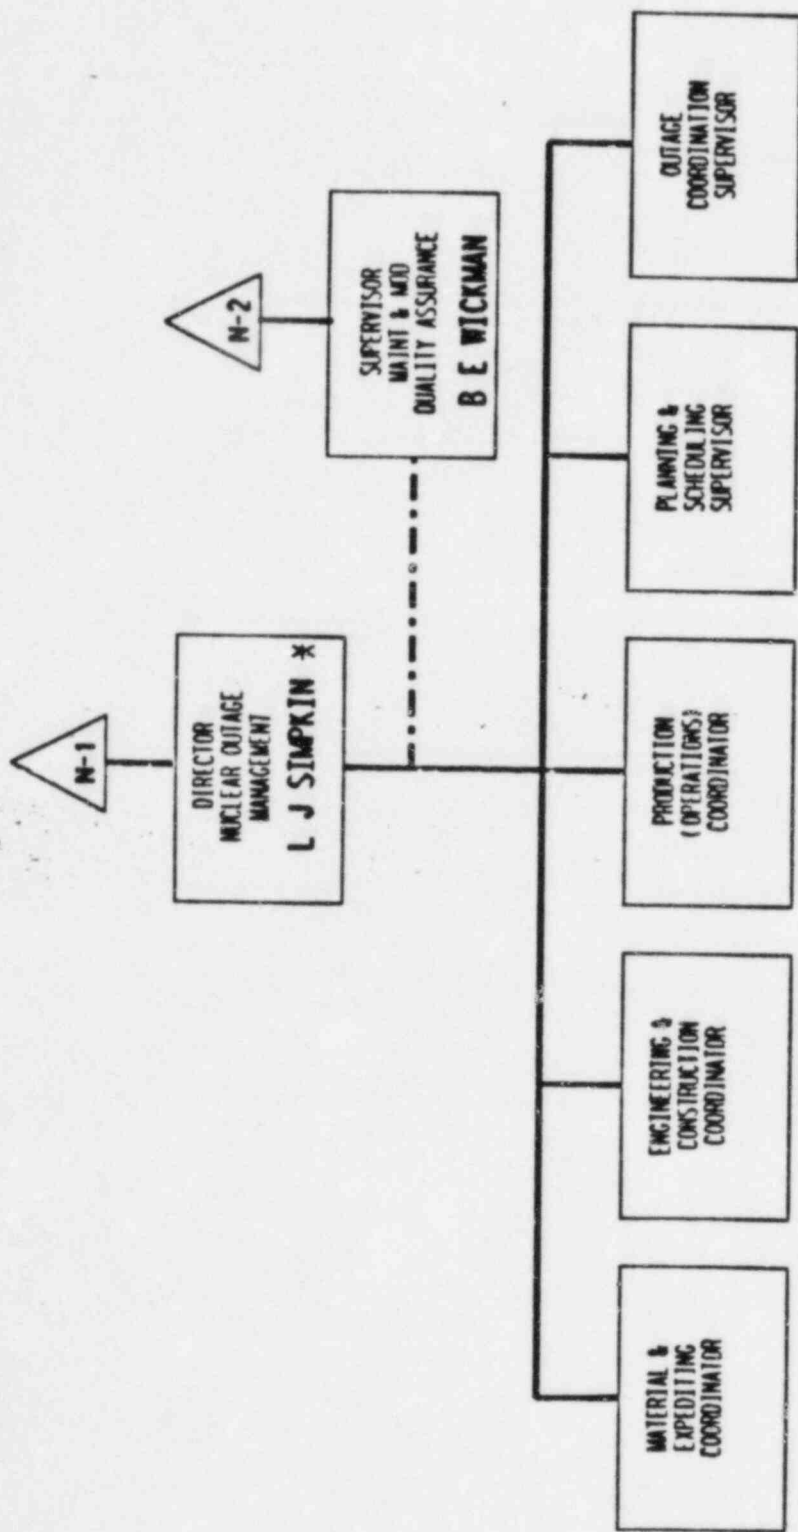 N-1
DIRECTOR
NUCLEAR OUTAGE
MANAGEMENT
L J SIMPKIN *
N-2
SUPERVISOR
MAINT & MOD
QUALITY ASSURANCE
B E WICKMAN
MATERIAL &
EXPEDITING
COORDINATOR
ENGINEERING &
CONSTRUCTION
COORDINATOR
PRODUCTION
(OPERATIONS)
COORDINATOR
PLANNING &
SCHEDULING
SUPERVISOR
OUTAGE
COORDINATION
SUPERVISOR